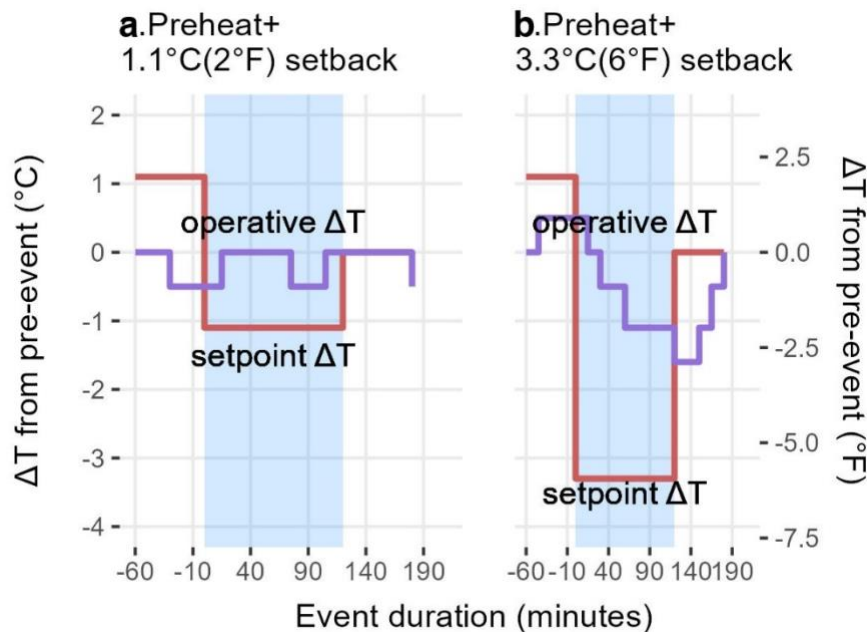 a.Preheat+
1.1°C(2°F) setback
b.Preheat+
3.3°C(6°F) setback
ΔT from pre-event (°C)
2
1
0
-1
-2
-3
-4
operative ΔT
setpoint ΔT
-60 -10 40 90 140 190
operative ΔT
setpoint ΔT
-60 -10 40 90 140 190
2.5
0.0
-2.5
-5.0
-7.5
ΔT from pre-event (°F)
Event duration (minutes)